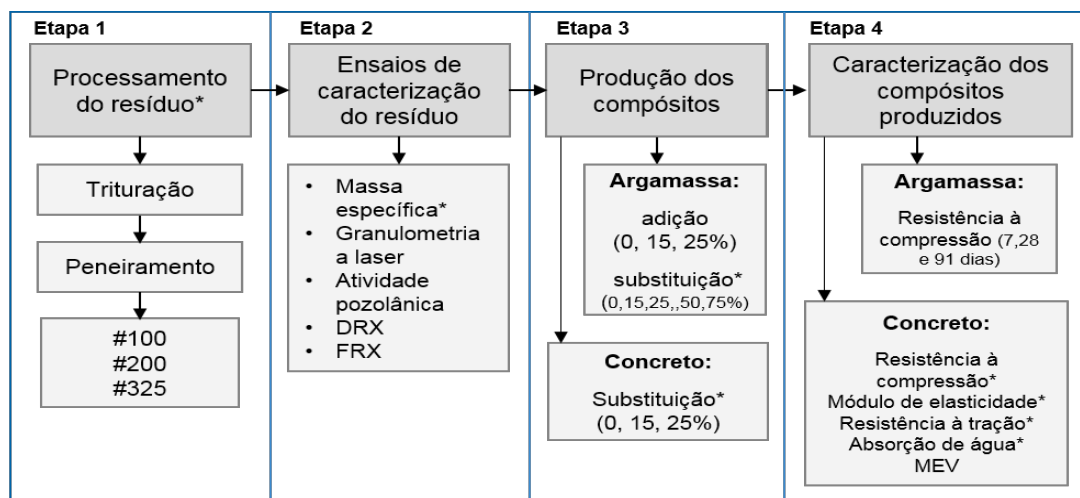 Etapa 1
Processamento
do resíduo*
Trituração
Peneiramento
#100
#200
#325
Etapa 2
Ensaios de
caracterização
do resíduo
• Massa
específica*
• Granulometria
a laser
• Atividade
pozolânica
• DRX
• FRX
Etapa 3
Produção dos
compósitos
Argamassa:
adição
(0, 15, 25%)
substituição*
(0,15,25,,50,75%)
Concreto:
Substituição*
(0, 15, 25%)
Etapa 4
Caracterização dos
compósitos
produzidos
Argamassa:
Resistência à
compressão (7,28
e 91 dias)
Concreto:
Resistência à
compressão*
Módulo de elasticidade*
Resistência à tração*
Absorção de água*
MEV